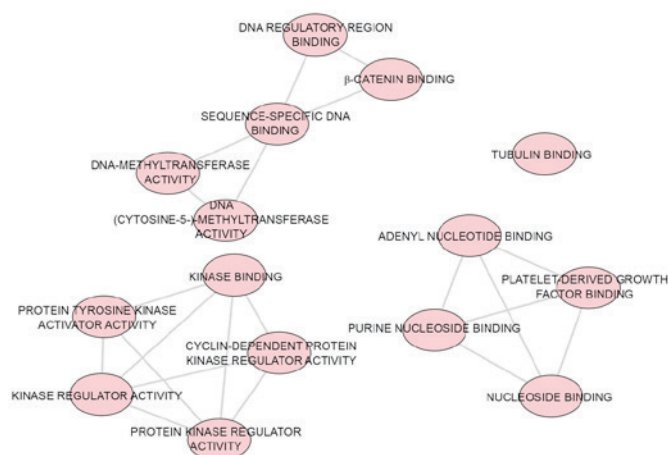 DNA REGULATORY REGION
BINDING
β-CATENIN BINDING
SEQUENCE-SPECIFIC DNA
BINDING
TUBULIN BINDING
DNA-METHYLTRANSFERASE
ACTIVITY
DNA
(CYTOSINE-5-)-METHYLTRANSFERASE
ACTIVITY
ADENYL NUCLEOTIDE BINDING
KINASE BINDING
PLATELET-DERIVED GROWTH
FACTOR BINDING
PROTEIN TYROSINE KINASE
ACTIVATOR ACTIVITY
PURINE NUCLEOSIDE BINDING
CYCLIN-DEPENDENT PROTEIN
KINASE REGULATOR ACTIVITY
KINASE REGULATOR ACTIVITY
NUCLEOSIDE BINDING
PROTEIN KINASE REGULATOR
ACTIVITY